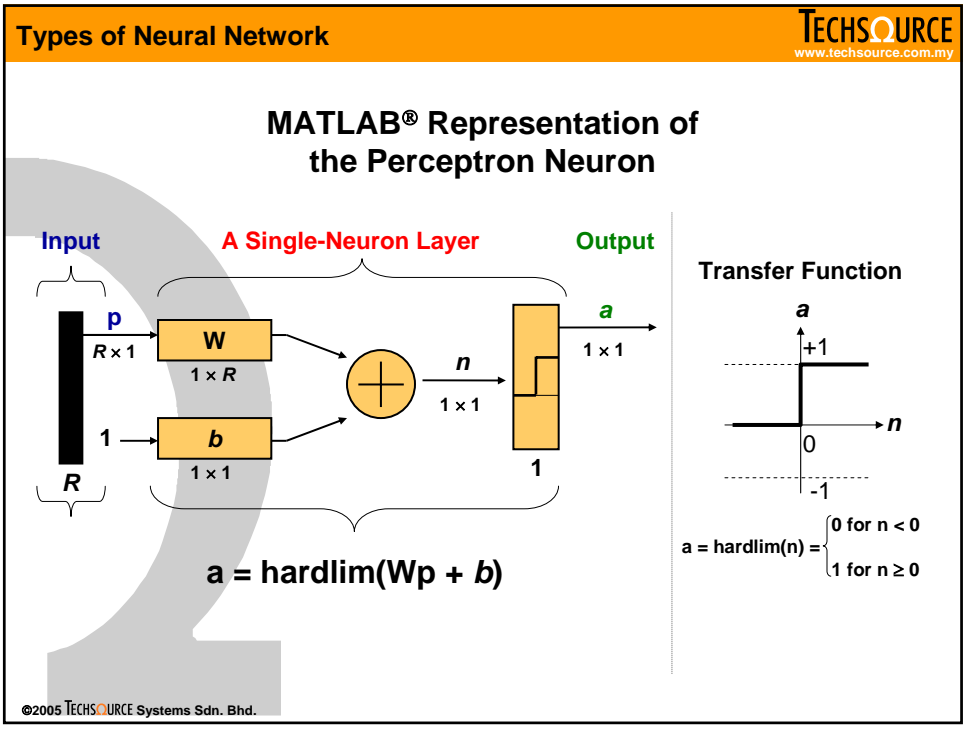 Types of Neural Network
TECHSOURCE
www.techsource.com.my
MATLAB® Representation of
the Perceptron Neuron
Input
A Single-Neuron Layer
Output
p
R × 1
W
1 × R
1
b
1 × 1
R
n
1 × 1
1
a
1 × 1
a = hardlim(Wp + b)
Transfer Function
a
+1
n
0
-1
a = hardlim(n) = { 0 for n < 0
1 for n ≥ 0
©2005 TECHSOURCE Systems Sdn. Bhd.